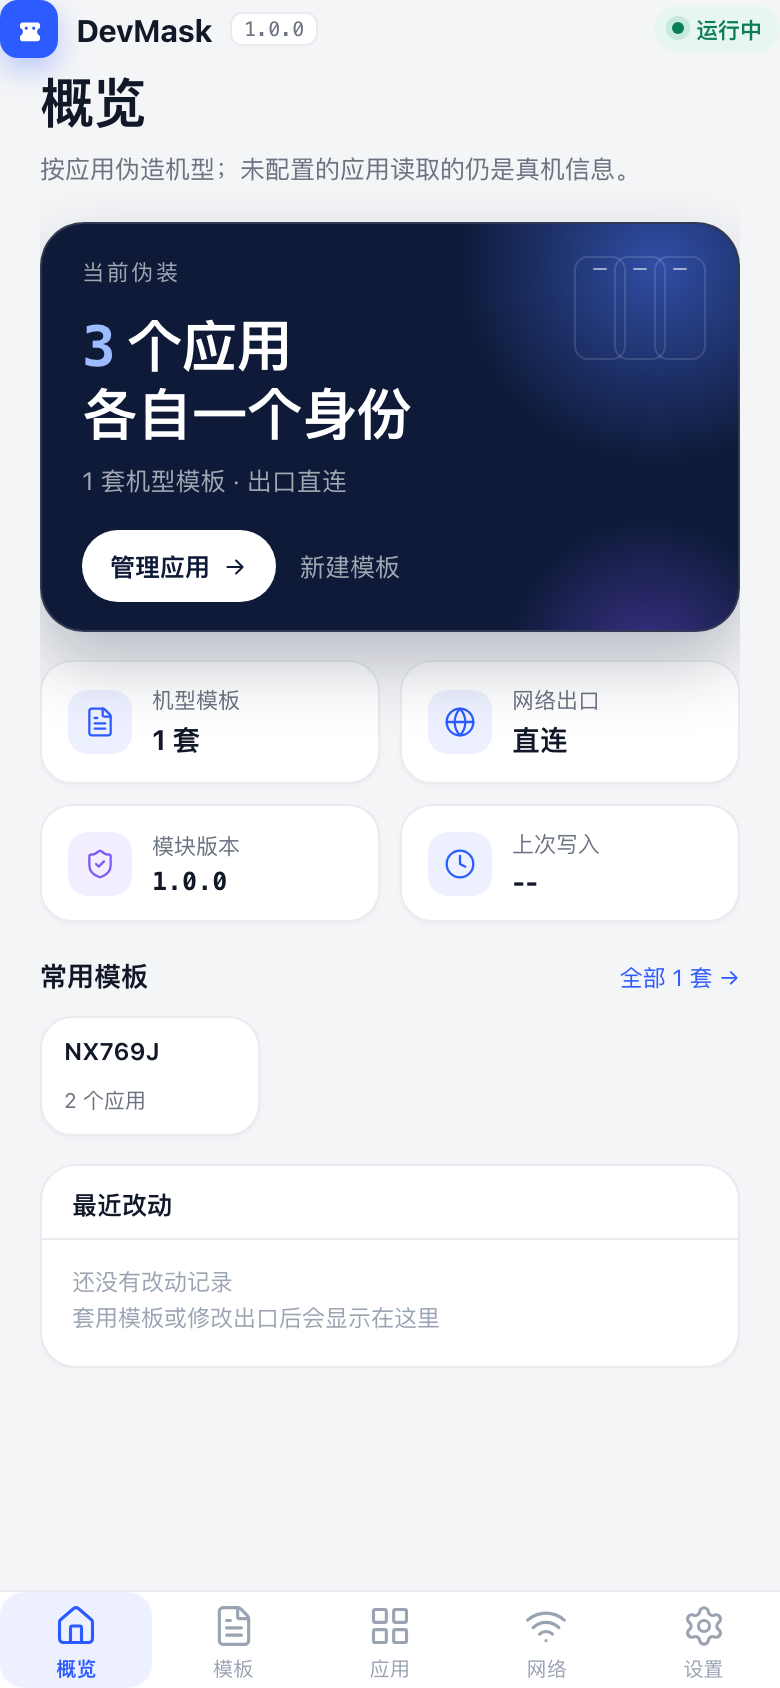 DevMask 1.0.0 运行中
概览
按应用伪造机型；未配置的应用读取的仍是真机信息。
当前伪装
3 个应用
各自一个身份
1 套机型模板 · 出口直连
管理应用 → 新建模板
机型模板
1 套
网络出口
直连
模块版本
1.0.0
上次写入
--
常用模板 全部 1 套 →
NX769J
2 个应用
最近改动
还没有改动记录
套用模板或修改出口后会显示在这里
概览 模板 应用 网络 设置